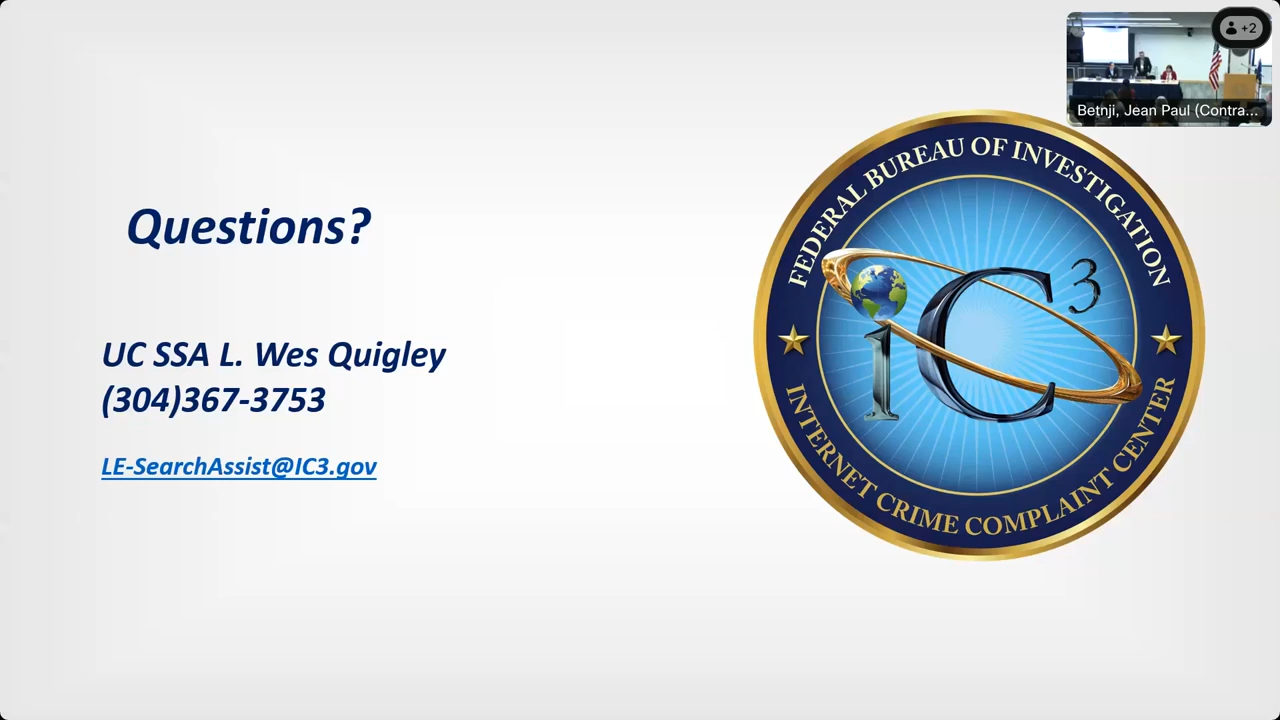 +2
Betnji, Jean Paul (Contra...
Questions?
UC SSA L. Wes Quigley
(304)367-3753
LE-SearchAssist@IC3.gov
FEDERAL BUREAU OF INVESTIGATION
iC3
INTERNET CRIME COMPLAINT CENTER